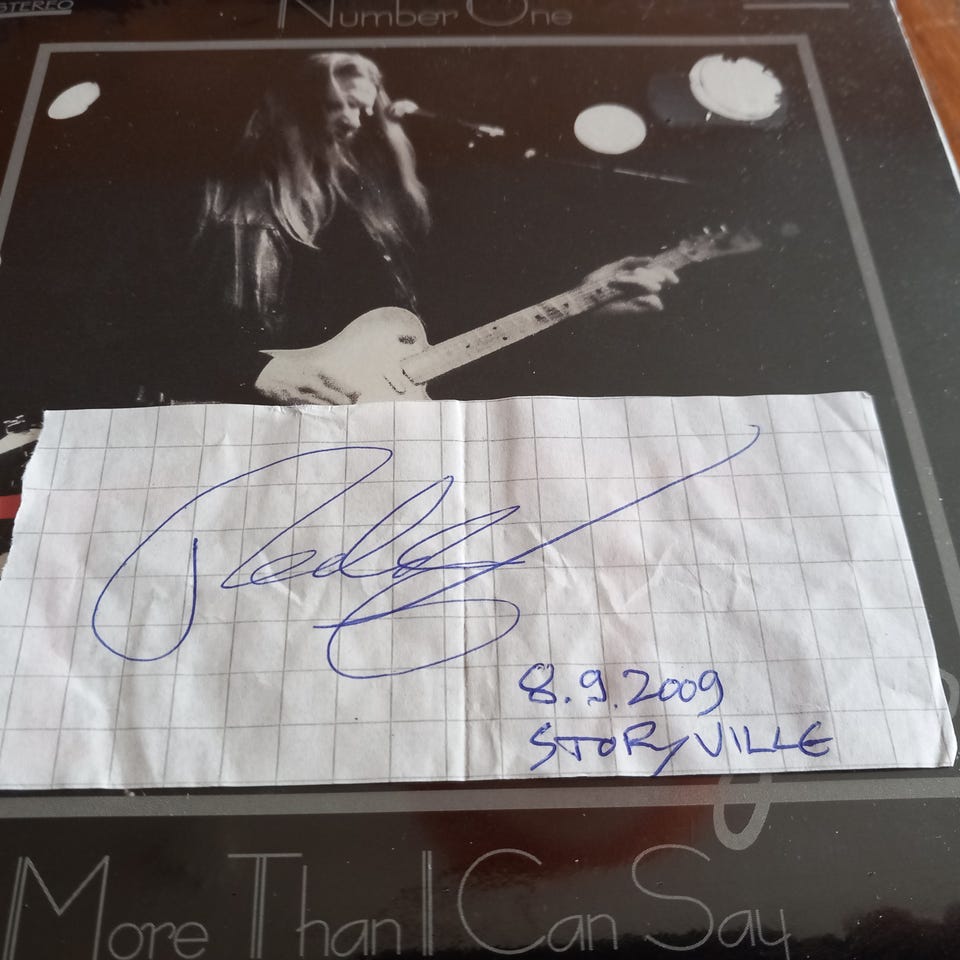 STEREO
Number One
8.9.2009
STORYVILLE
More Than I Can Say